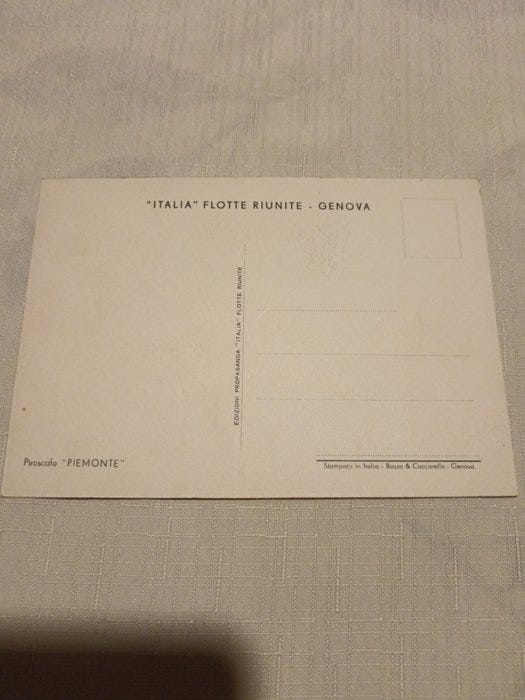 "ITALIA" FLOTTE RIUNITE - GENOVA
EDIZIONI PROPAGANDA "ITALIA" FLOTTE RIUNITE
Piroscafo "PIEMONTE"
Stampato in Italia - Bozzo & Coccarello - Genova